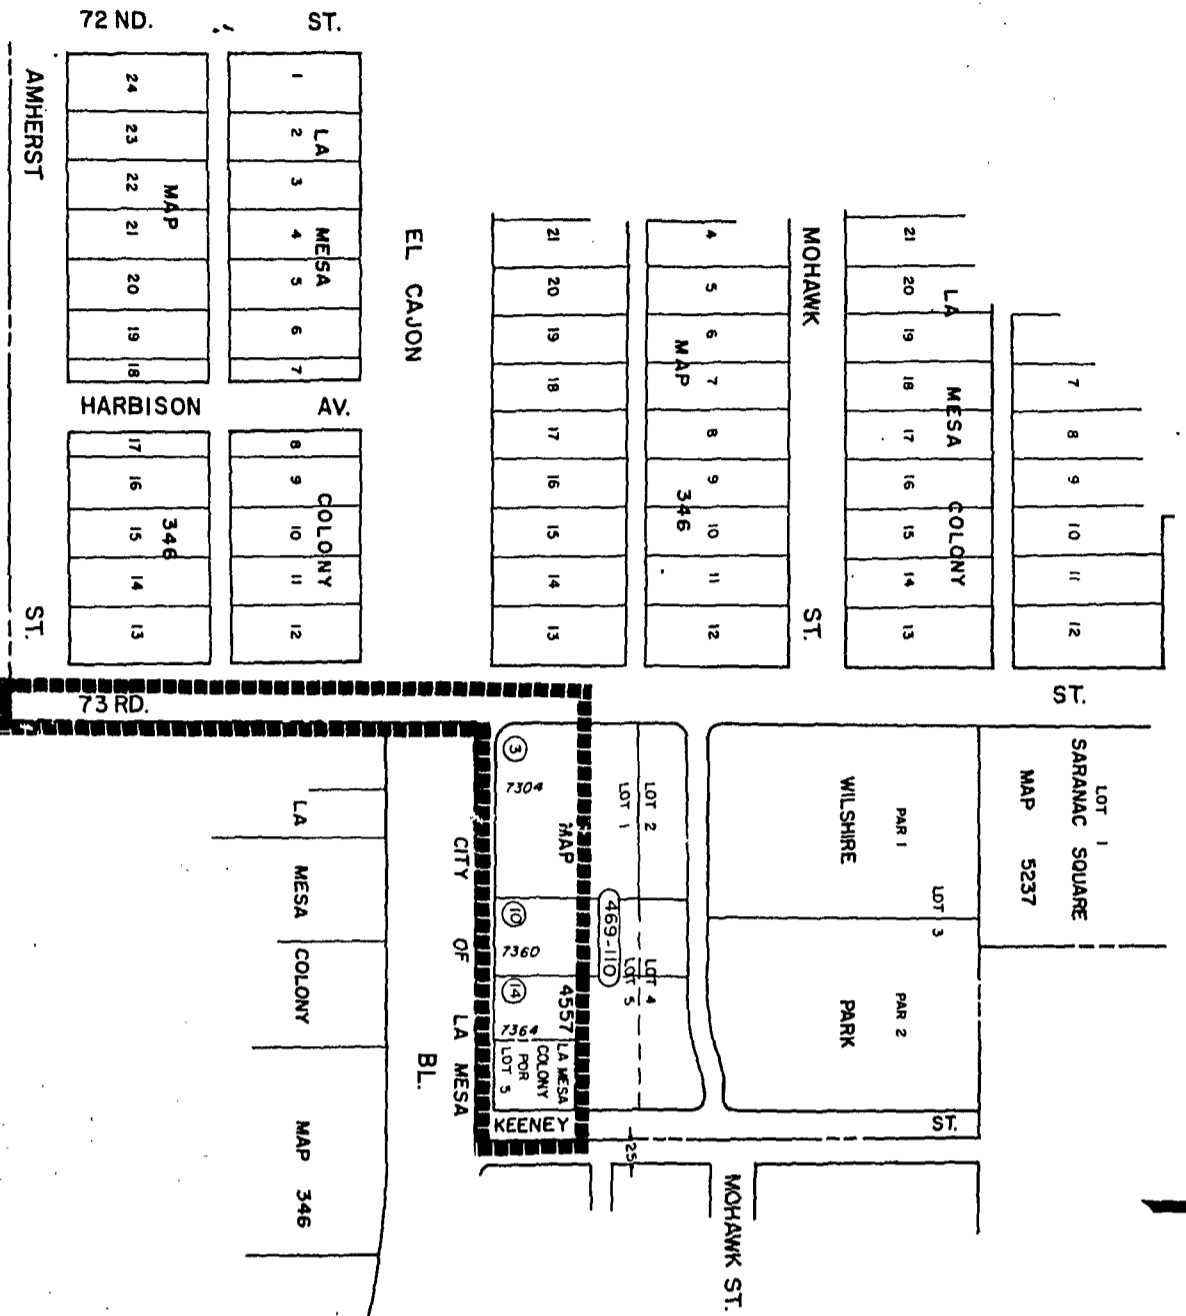 72 ND. ST.
AMHERST ST.
24
23
22
21
20
19
18
MAP
1
2
3
4
5
6
7
LA MESA
HARBISON AV.
17
16
15
14
13
346
8
9
10
11
12
COLONY
EL CAJON BL.
21
20
19
18
17
16
15
14
13
4
5
6
7
8
9
10
11
12
MAP 346
MOHAWK ST.
21
20
19
18
17
16
15
14
13
LA MESA COLONY
7
8
9
10
11
12
73 RD. ST.
3
7304
MAP
LOT 1
LOT 2
10
7360
469-110
LOT 4
LOT 5
14
7364
4557
LA MESA
COLONY
POR
LOT 5
KEENEY ST.
25
CITY OF LA MESA
WILSHIRE PARK
PAR 1
LOT 3
PAR 2
LOT 1
SARANAC SQUARE
MAP 5237
LA MESA COLONY
MAP 346
MOHAWK ST.